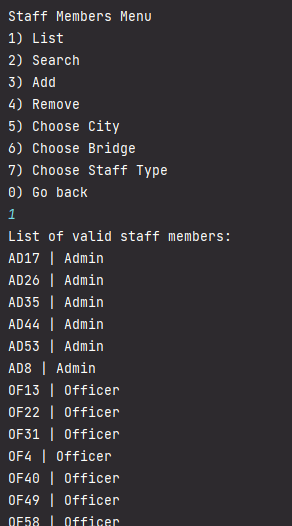 Staff Members Menu
1) List
2) Search
3) Add
4) Remove
5) Choose City
6) Choose Bridge
7) Choose Staff Type
0) Go back
1
List of valid staff members:
AD17 | Admin
AD26 | Admin
AD35 | Admin
AD44 | Admin
AD53 | Admin
AD8 | Admin
OF13 | Officer
OF22 | Officer
OF31 | Officer
OF4 | Officer
OF40 | Officer
OF49 | Officer
OF58 | Officer